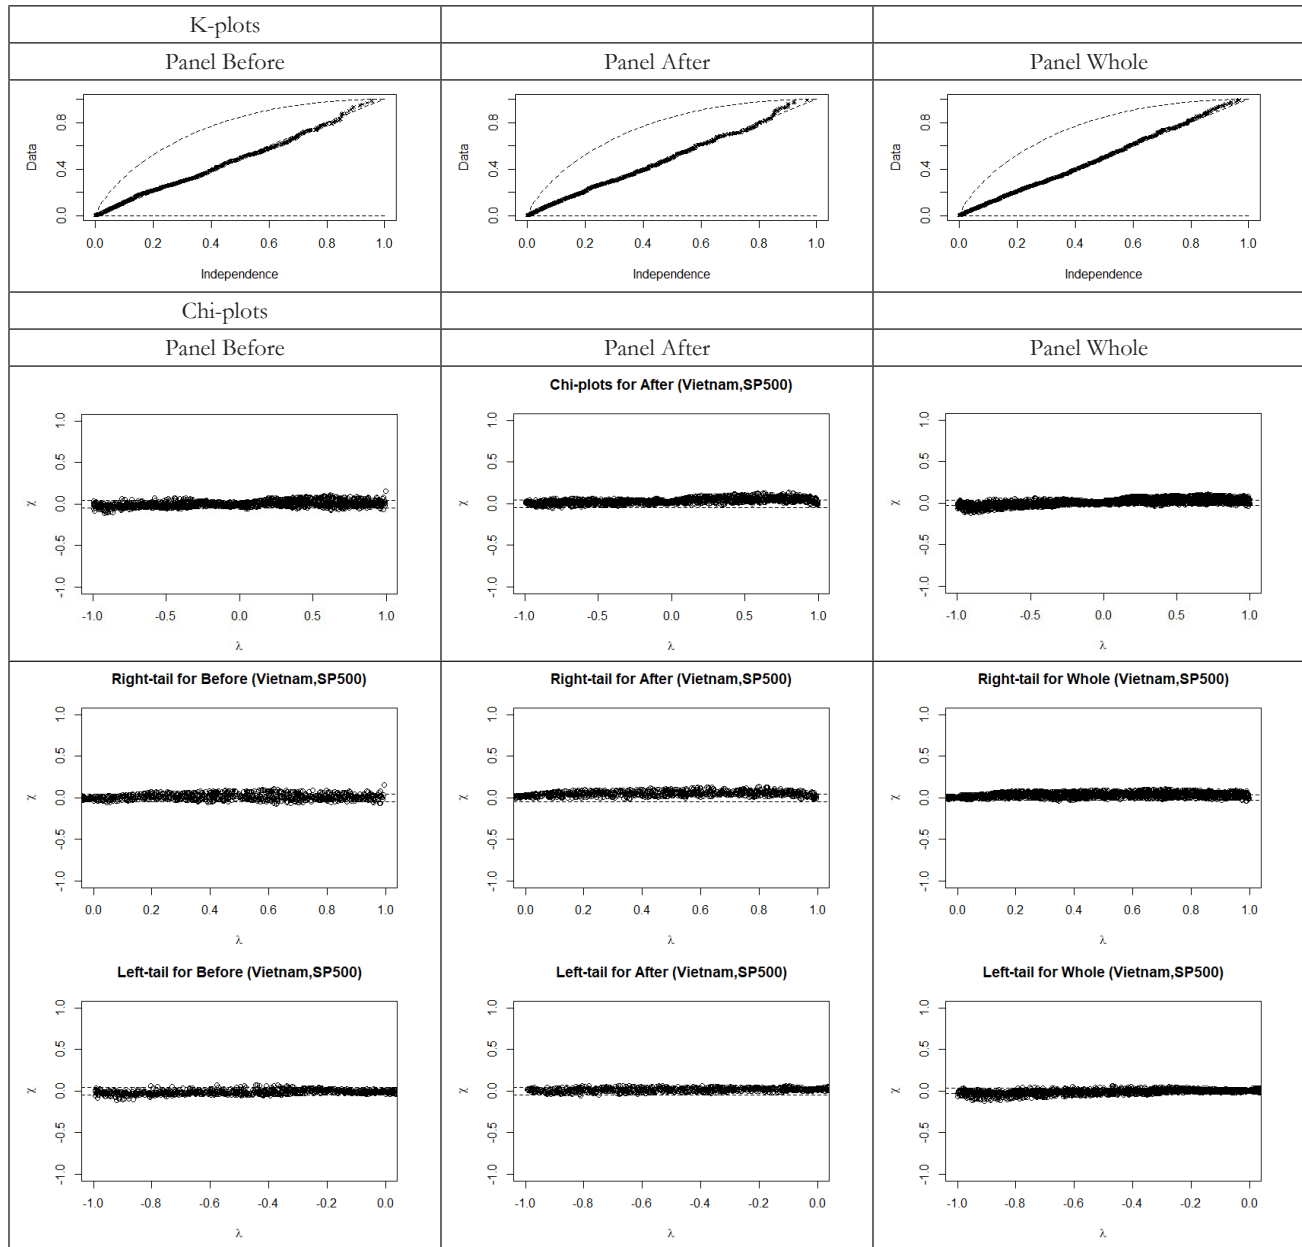 K-plots
Panel Before Panel After Panel Whole
Data 0.0 0.4 0.8
0.0 0.2 0.4 0.6 0.8 1.0
Independence
Data 0.0 0.4 0.8
0.0 0.2 0.4 0.6 0.8 1.0
Independence
Data 0.0 0.4 0.8
0.0 0.2 0.4 0.6 0.8 1.0
Independence
Chi-plots
Panel Before Panel After Panel Whole
χ -1.0 -0.5 0.0 0.5 1.0
-1.0 -0.5 0.0 0.5 1.0
λ
Chi-plots for After (Vietnam,SP500)
χ -1.0 -0.5 0.0 0.5 1.0
-1.0 -0.5 0.0 0.5 1.0
λ
χ -1.0 -0.5 0.0 0.5 1.0
-1.0 -0.5 0.0 0.5 1.0
λ
Right-tail for Before (Vietnam,SP500)
χ -1.0 -0.5 0.0 0.5 1.0
0.0 0.2 0.4 0.6 0.8 1.0
λ
Right-tail for After (Vietnam,SP500)
χ -1.0 -0.5 0.0 0.5 1.0
0.0 0.2 0.4 0.6 0.8 1.0
λ
Right-tail for Whole (Vietnam,SP500)
χ -1.0 -0.5 0.0 0.5 1.0
0.0 0.2 0.4 0.6 0.8 1.0
λ
Left-tail for Before (Vietnam,SP500)
χ -1.0 -0.5 0.0 0.5 1.0
-1.0 -0.8 -0.6 -0.4 -0.2 0.0
λ
Left-tail for After (Vietnam,SP500)
χ -1.0 -0.5 0.0 0.5 1.0
-1.0 -0.8 -0.6 -0.4 -0.2 0.0
λ
Left-tail for Whole (Vietnam,SP500)
χ -1.0 -0.5 0.0 0.5 1.0
-1.0 -0.8 -0.6 -0.4 -0.2 0.0
λ